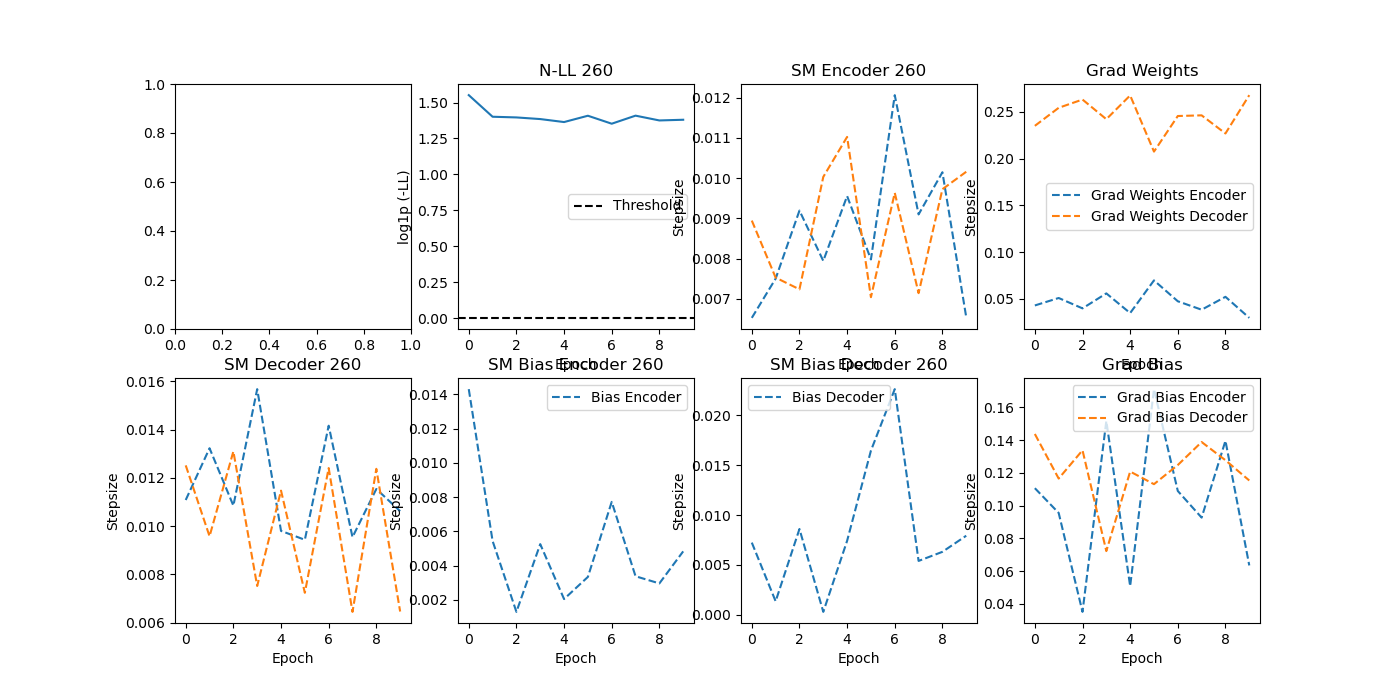 N-LL 260
SM Encoder 260
Grad Weights
1.0
0.8
0.6
0.4
0.2
0.0
0.0 0.2 0.4 0.6 0.8 1.0
log1p (-LL)
1.50
1.25
1.00
0.75
0.50
0.25
0.00
Threshold
0 2 4 6 8
Epoch
Stepsize
0.012
0.011
0.010
0.009
0.008
0.007
0 2 4 6 8
Epoch
Stepsize
0.25
0.20
0.15
0.10
0.05
Grad Weights Encoder
Grad Weights Decoder
0 2 4 6 8
Epoch
SM Decoder 260
SM Bias Encoder 260
SM Bias Decoder 260
Grad Bias
Stepsize
0.016
0.014
0.012
0.010
0.008
0.006
0 2 4 6 8
Epoch
Stepsize
0.014
0.012
0.010
0.008
0.006
0.004
0.002
Bias Encoder
0 2 4 6 8
Epoch
Stepsize
0.020
0.015
0.010
0.005
0.000
Bias Decoder
0 2 4 6 8
Epoch
Stepsize
0.16
0.14
0.12
0.10
0.08
0.06
0.04
Grad Bias Encoder
Grad Bias Decoder
0 2 4 6 8
Epoch